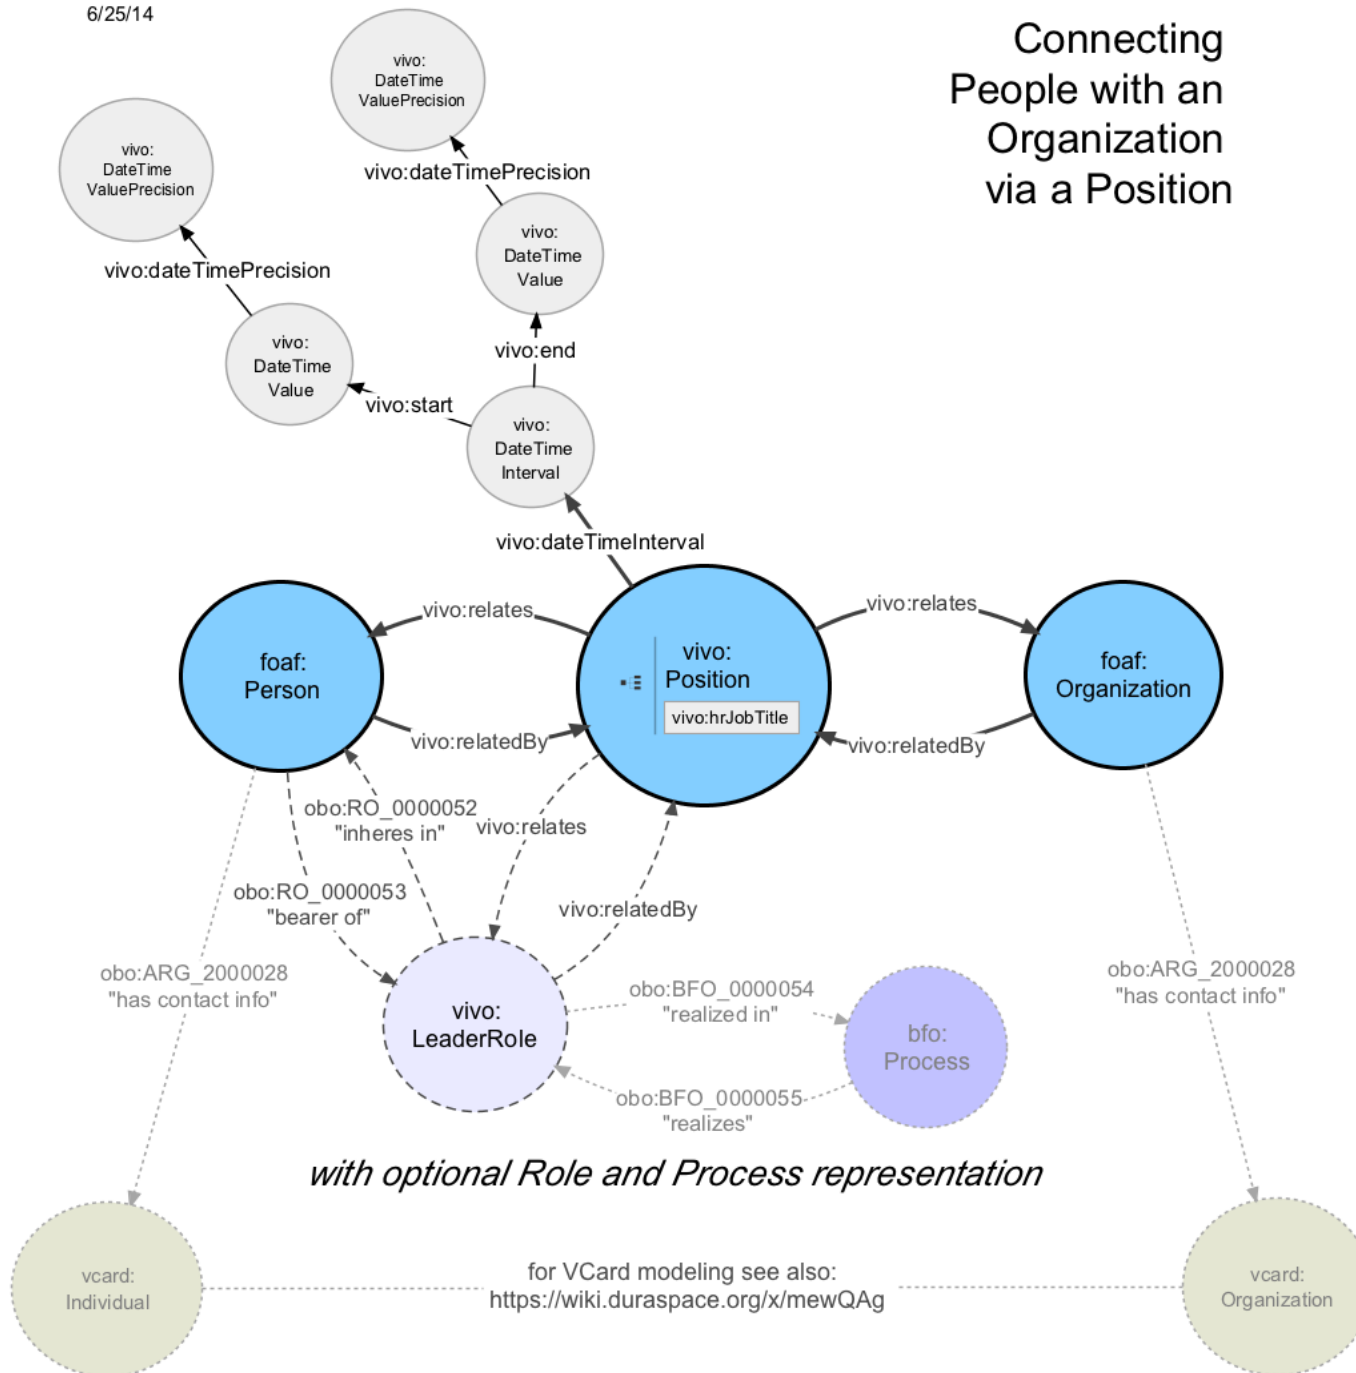 6/25/14
Connecting
People with an
Organization
via a Position
vivo:
DateTime
ValuePrecision
vivo:
DateTime
ValuePrecision
vivo:dateTimePrecision
vivo:dateTimePrecision
vivo:
DateTime
Value
vivo:
DateTime
Value
vivo:end
vivo:start
vivo:
DateTime
Interval
vivo:dateTimeInterval
vivo:relates
vivo:relates
foaf:
Person
vivo:
Position
vivo:hrJobTitle
foaf:
Organization
vivo:relatedBy
vivo:relatedBy
obo:RO_0000052
"inheres in"
vivo:relates
obo:RO_0000053
"bearer of"
vivo:relatedBy
obo:ARG_2000028
"has contact info"
obo:ARG_2000028
"has contact info"
vivo:
LeaderRole
obo:BFO_0000054
"realized in"
bfo:
Process
obo:BFO_0000055
"realizes"
with optional Role and Process representation
vcard:
Individual
for VCard modeling see also:
https://wiki.duraspace.org/x/mewQAg
vcard:
Organization